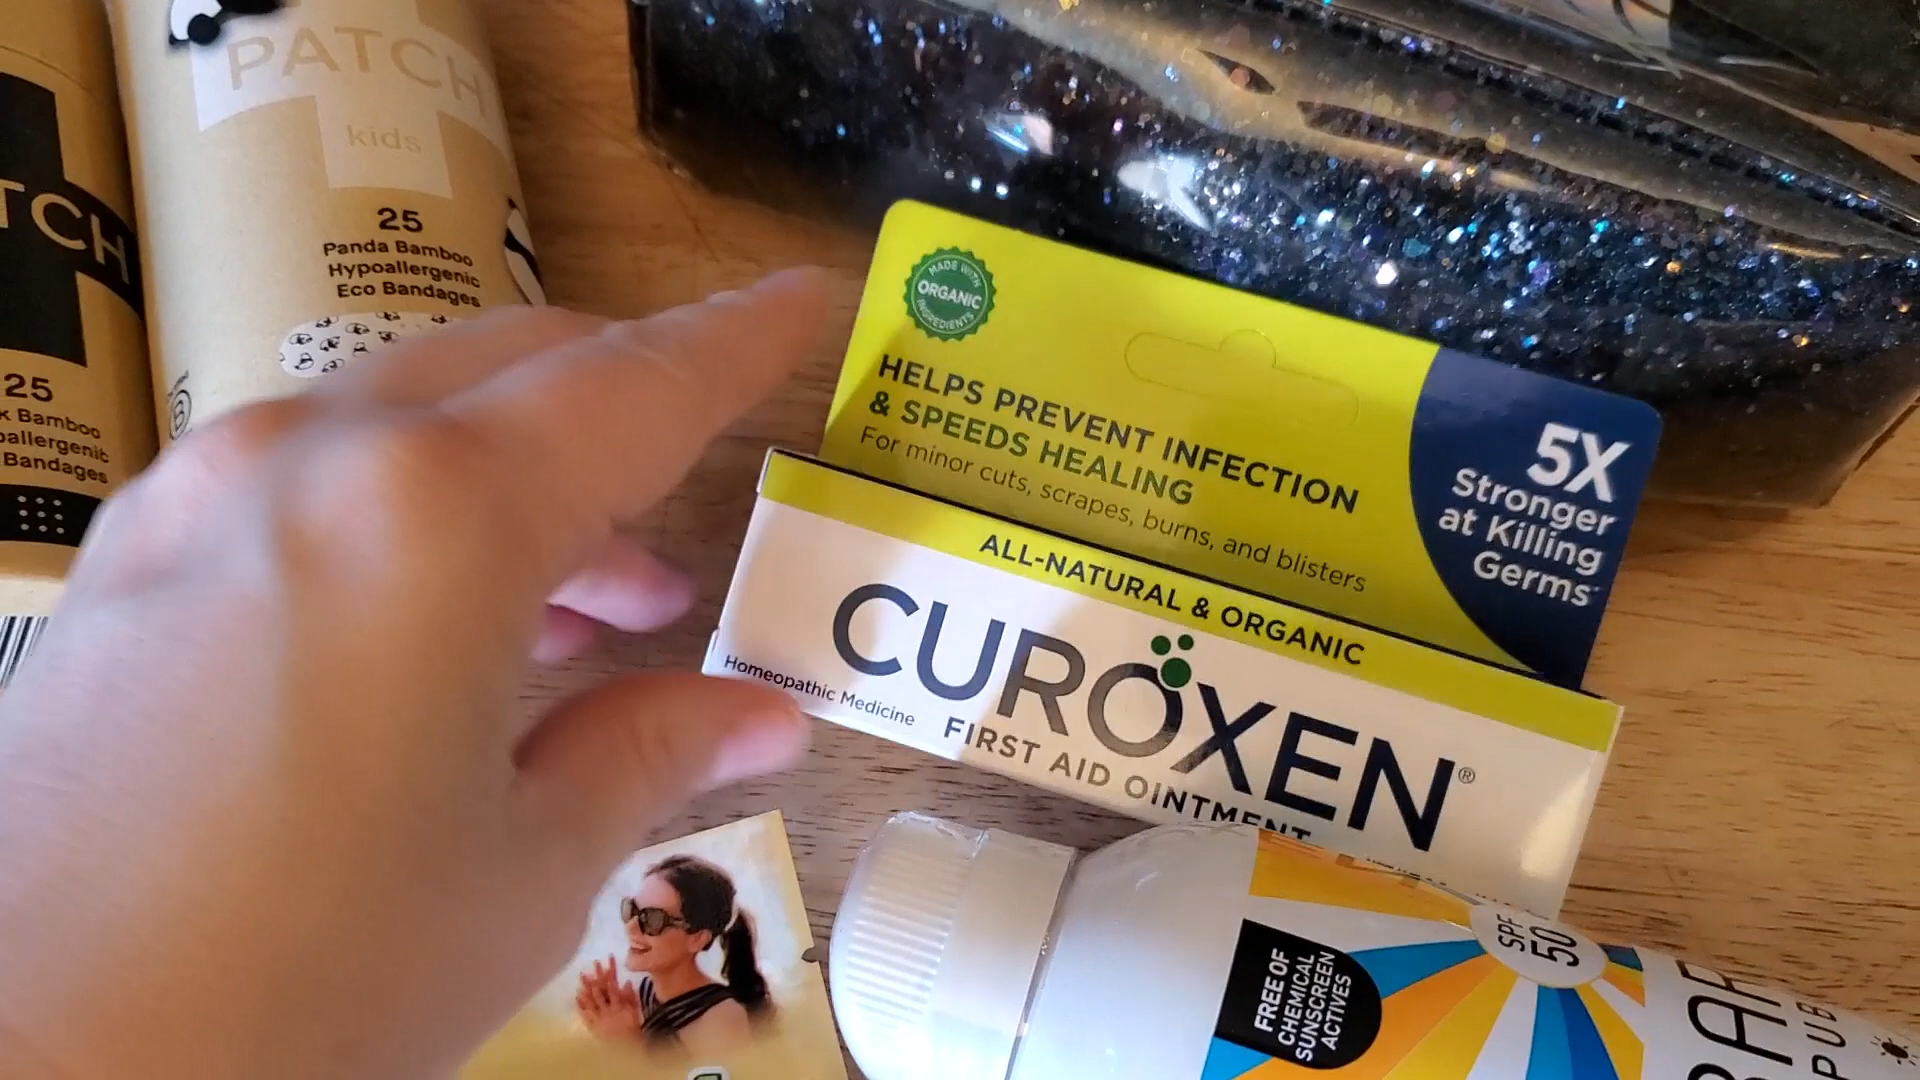 PATCH
kids
25
Panda Bamboo
Hypoallergenic
Eco Bandages
TCH
25
Bamboo
Bandages
MADE WITH
ORGANIC
INGREDIENTS
HELPS PREVENT INFECTION
& SPEEDS HEALING
For minor cuts, scrapes, burns, and blisters
5X
Stronger
at Killing
Germs*
ALL-NATURAL & ORGANIC
CUROXEN®
Homeopathic Medicine
FIRST AID OINTMENT
FREE OF
CHEMICAL
SUNSCREEN
ACTIVES
SPF
50